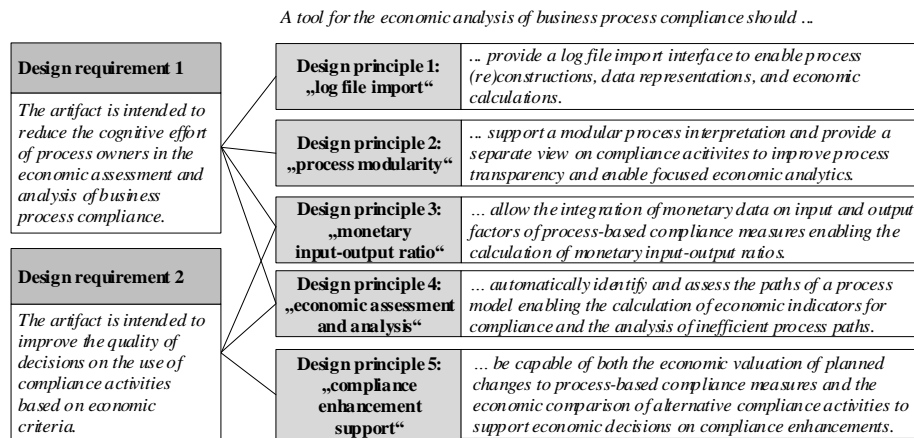 A tool for the economic analysis of business process compliance should ...
Design requirement 1
The artifact is intended to
reduce the cognitive effort
of process owners in the
economic assessment and
analysis of business
process compliance.
Design requirement 2
The artifact is intended to
improve the quality of
decisions on the use of
compliance activities
based on economic
criteria.
Design principle 1:
„log file import“
... provide a log file import interface to enable process
(re)constructions, data representations, and economic
calculations.
Design principle 2:
„process modularity“
... support a modular process interpretation and provide a
separate view on compliance acitivites to improve process
transparency and enable focused economic analytics.
Design principle 3:
„monetary
input-output ratio“
... allow the integration of monetary data on input and output
factors of process-based compliance measures enabling the
calculation of monetary input-output ratios.
Design principle 4:
„economic assessment
and analysis“
... automatically identify and assess the paths of a process
model enabling the calculation of economic indicators for
compliance and the analysis of inefficient process paths.
Design principle 5:
„compliance
enhancement
support“
... be capable of both the economic valuation of planned
changes to process-based compliance measures and the
economic comparison of alternative compliance activities to
support economic decisions on compliance enhancements.